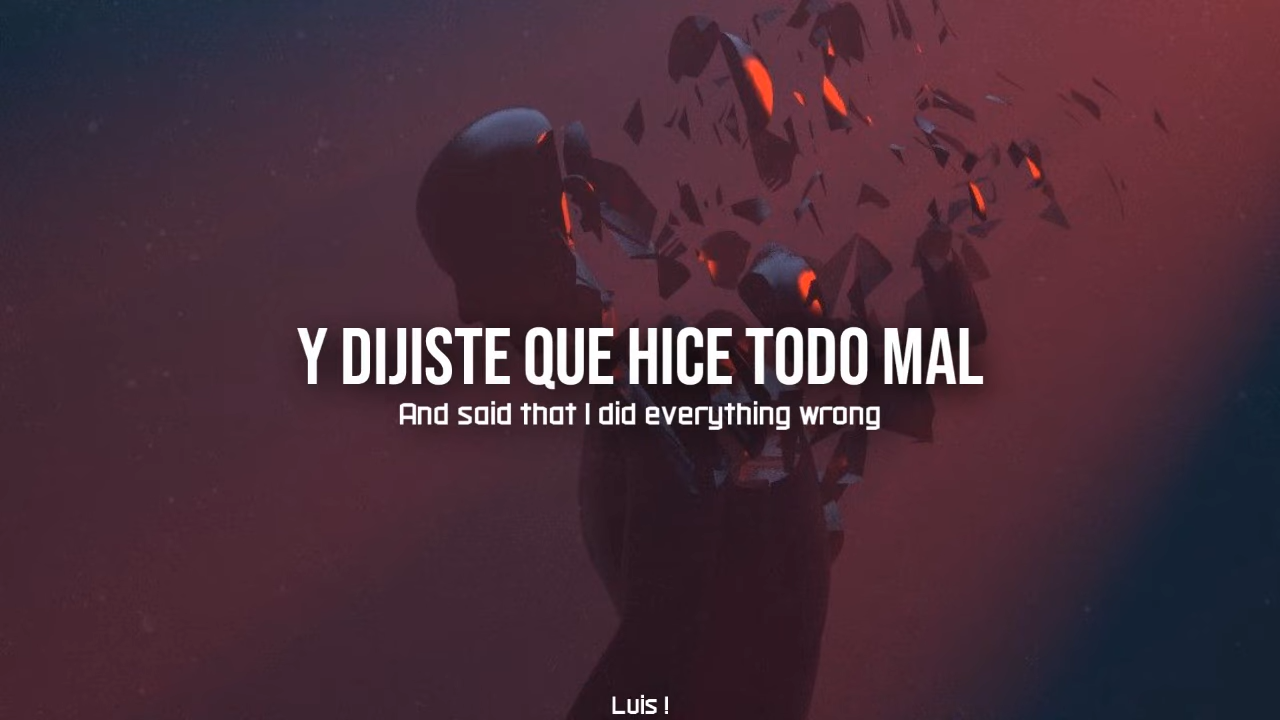 Y DIJISTE QUE HICE TODO MAL
And said that I did everything wrong
Luis !